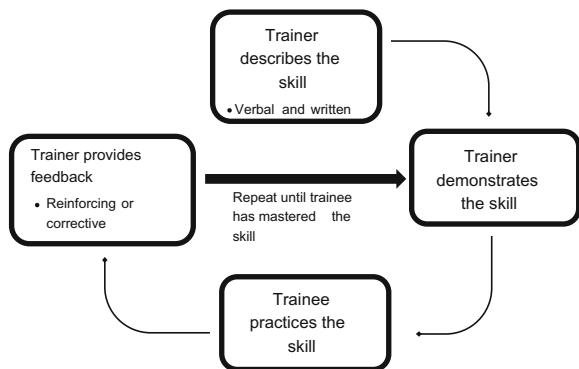 Trainer
describes the
skill
• Verbal and written
Trainer provides
feedback
• Reinforcing or
corrective
Repeat until trainee
has mastered the
skill
Trainer
demonstrates
the skill
Trainee
practices the
skill